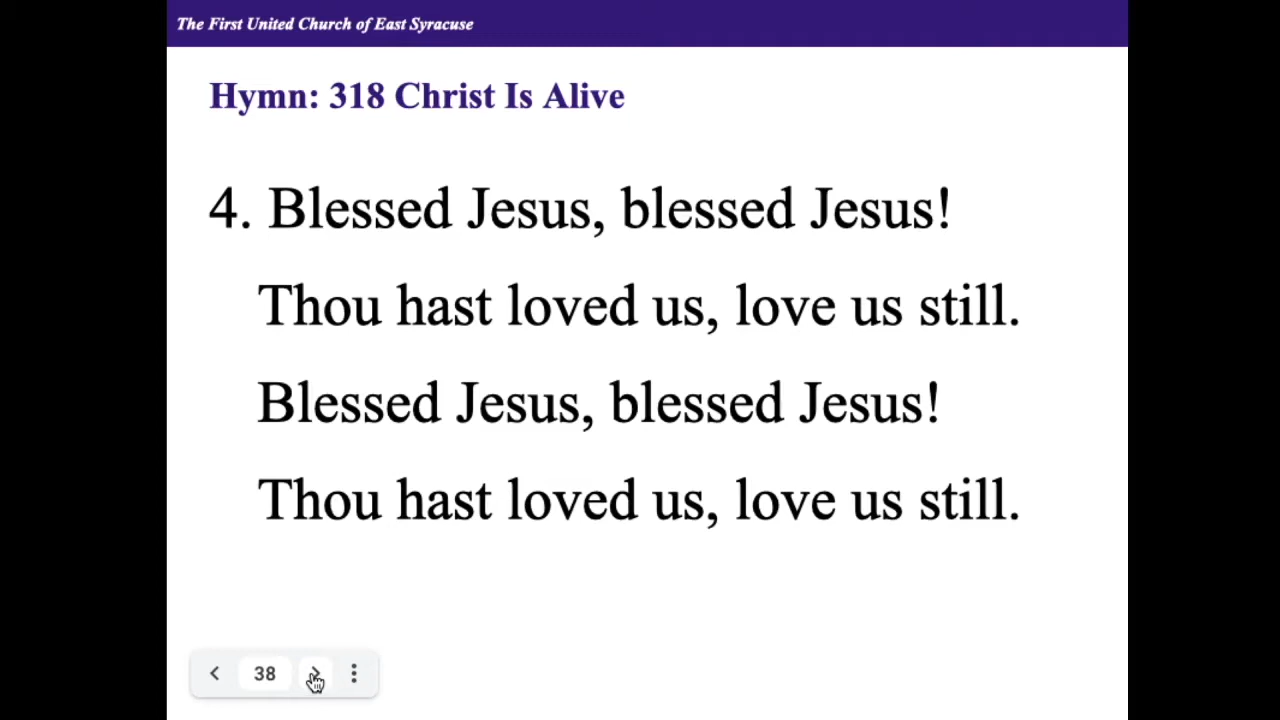 The First United Church of East Syracuse
Hymn: 318 Christ Is Alive
4. Blessed Jesus, blessed Jesus!
Thou hast loved us, love us still.
Blessed Jesus, blessed Jesus!
Thou hast loved us, love us still.
38